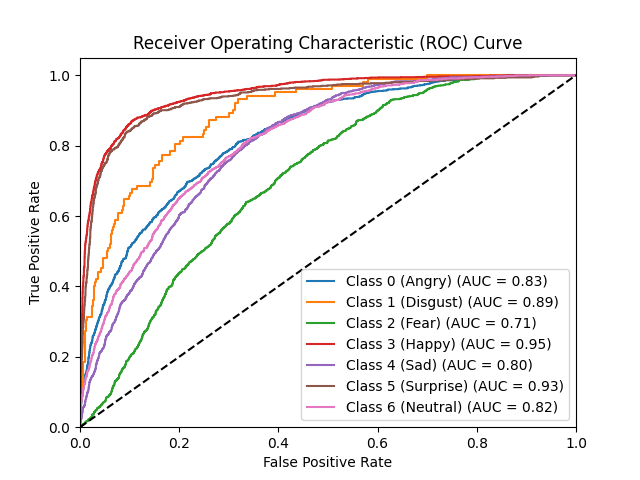 Receiver Operating Characteristic (ROC) Curve
True Positive Rate
1.0
0.8
0.6
0.4
0.2
0.0
Class 0 (Angry) (AUC = 0.83)
Class 1 (Disgust) (AUC = 0.89)
Class 2 (Fear) (AUC = 0.71)
Class 3 (Happy) (AUC = 0.95)
Class 4 (Sad) (AUC = 0.80)
Class 5 (Surprise) (AUC = 0.93)
Class 6 (Neutral) (AUC = 0.82)
0.0 0.2 0.4 0.6 0.8 1.0
False Positive Rate